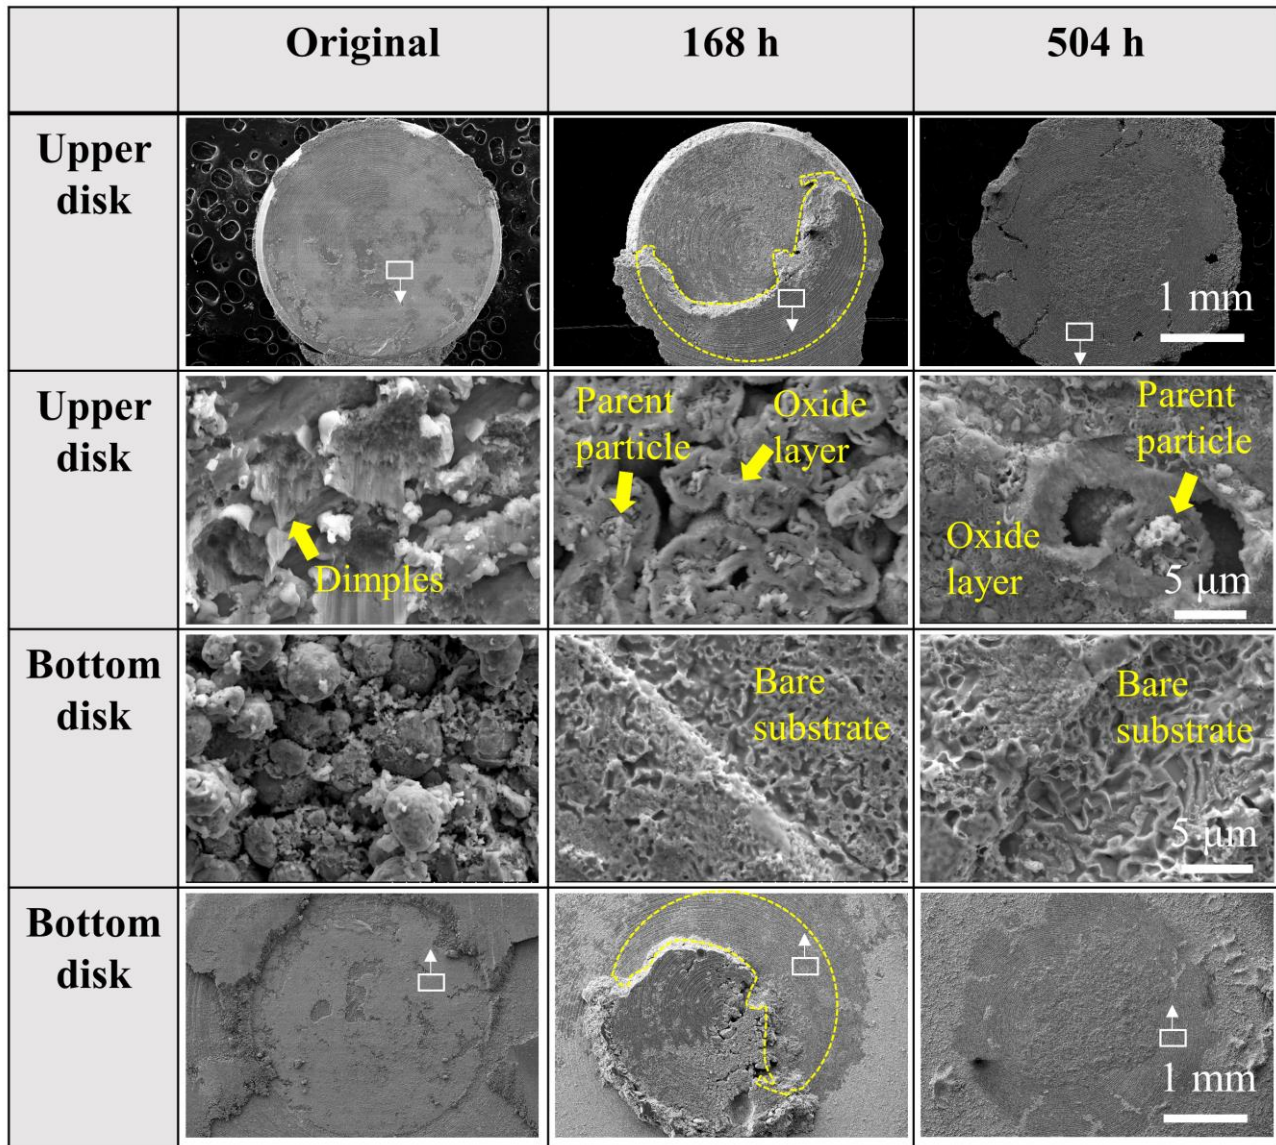 Original
168 h
504 h
Upper
disk
1 mm
Upper
disk
Dimples
Parent
particle
Oxide
layer
Parent
particle
Oxide
layer
5 μm
Bottom
disk
Bare
substrate
Bare
substrate
5 μm
Bottom
disk
1 mm